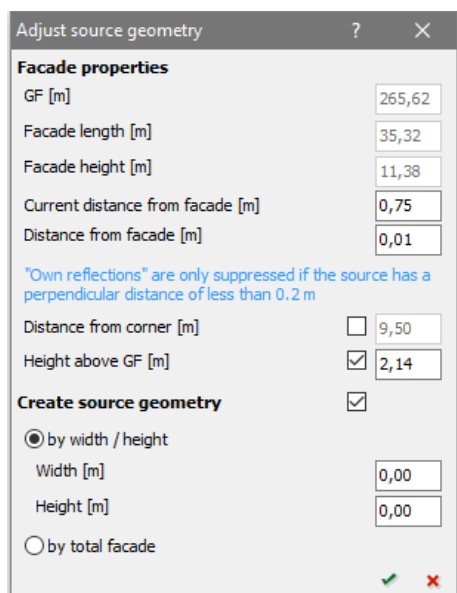 Adjust source geometry ?
Facade properties
GF [m] 265,62
Facade length [m] 35,32
Facade height [m] 11,38
Current distance from facade [m] 0,75
Distance from facade [m] 0,01
"Own reflections" are only suppressed if the source has a
perpendicular distance of less than 0.2 m
Distance from corner [m] 9,50
Height above GF [m] 2,14
Create source geometry
by width / height
Width [m] 0,00
Height [m] 0,00
by total facade